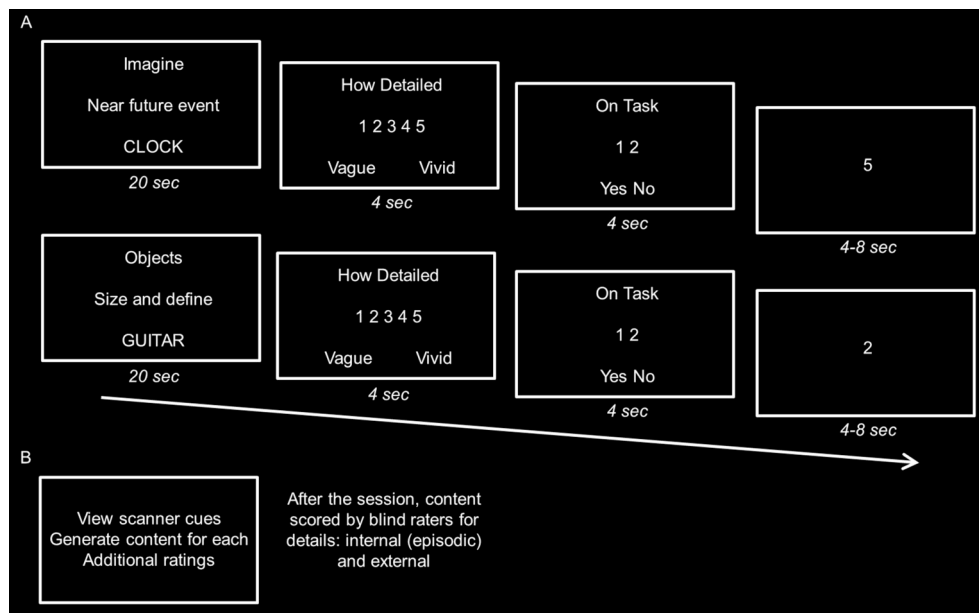 A
Imagine
Near future event
CLOCK
20 sec
How Detailed
1 2 3 4 5
Vague Vivid
4 sec
On Task
1 2
Yes No
4 sec
5
4-8 sec
Objects
Size and define
GUITAR
20 sec
How Detailed
1 2 3 4 5
Vague Vivid
4 sec
On Task
1 2
Yes No
4 sec
2
4-8 sec
B
View scanner cues
Generate content for each
Additional ratings
After the session, content
scored by blind raters for
details: internal (episodic)
and external